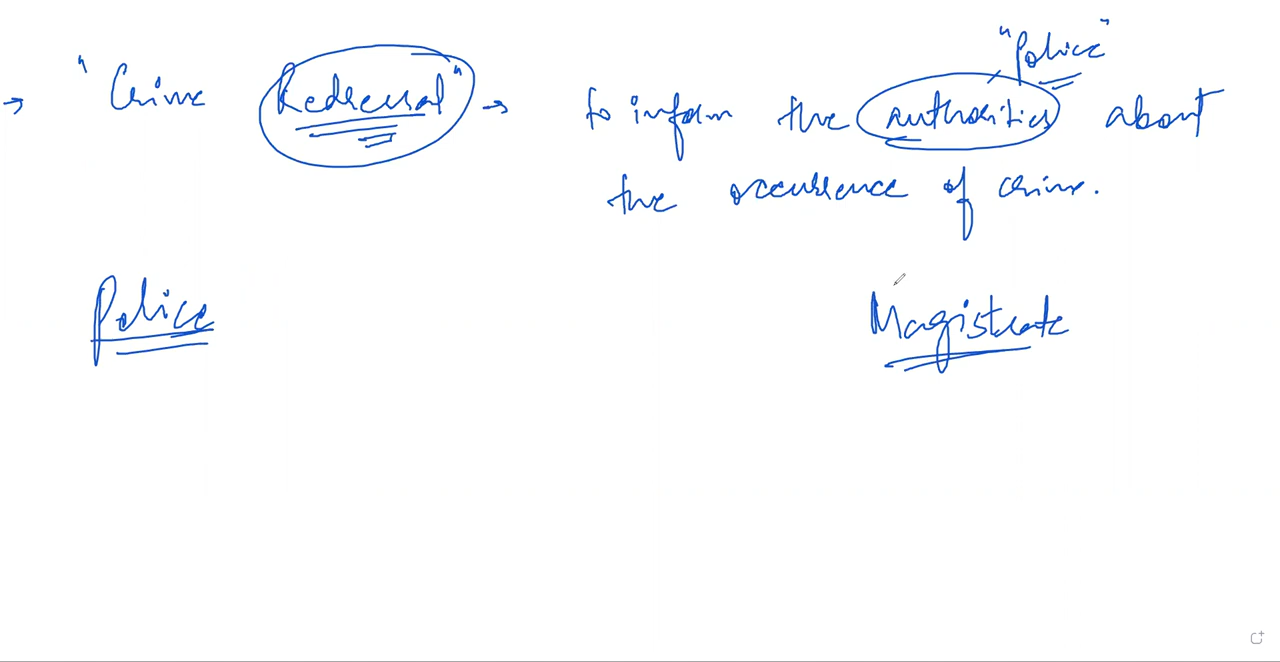 "Police"
→ "Crime Redressal" → to inform the authorities about
the occurrence of crime.
Police Magistrate